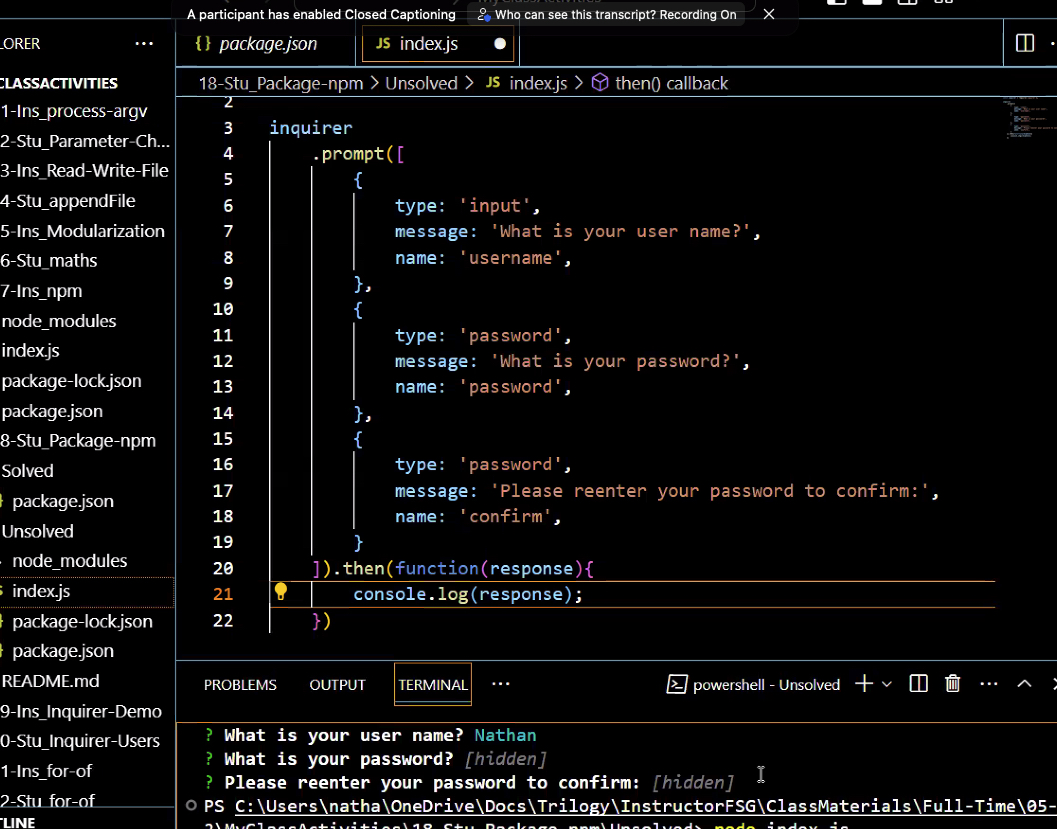 A participant has enabled Closed Captioning
Who can see this transcript? Recording On
LORER
{} package.json
JS index.js
CLASSACTIVITIES
18-Stu_Package-npm > Unsolved > JS index.js > then() callback
1-Ins_process-argv
2-Stu_Parameter-Ch...
3-Ins_Read-Write-File
4-Stu_appendFile
5-Ins_Modularization
6-Stu_maths
7-Ins_npm
node_modules
index.js
package-lock.json
package.json
8-Stu_Package-npm
Solved
package.json
Unsolved
node_modules
index.js
package-lock.json
package.json
README.md
9-Ins_Inquirer-Demo
0-Stu_Inquirer-Users
1-Ins_for-of
2-Stu_for-of
TLINE
2
3 inquirer
4 .prompt([
5 {
6 type: 'input',
7 message: 'What is your user name?',
8 name: 'username',
9 },
10 {
11 type: 'password',
12 message: 'What is your password?',
13 name: 'password',
14 },
15 {
16 type: 'password',
17 message: 'Please reenter your password to confirm:',
18 name: 'confirm',
19 }
20 ]).then(function(response){
21 console.log(response);
22 })
PROBLEMS OUTPUT TERMINAL ... powershell - Unsolved
? What is your user name? Nathan
? What is your password? [hidden]
? Please reenter your password to confirm: [hidden]
PS C:\Users\natha\OneDrive\Docs\Trilogy\InstructorFSG\ClassMaterials\Full-Time\05-
2\MyClassActivities\18-Stu_Package-npm\Unsolved> node index.js